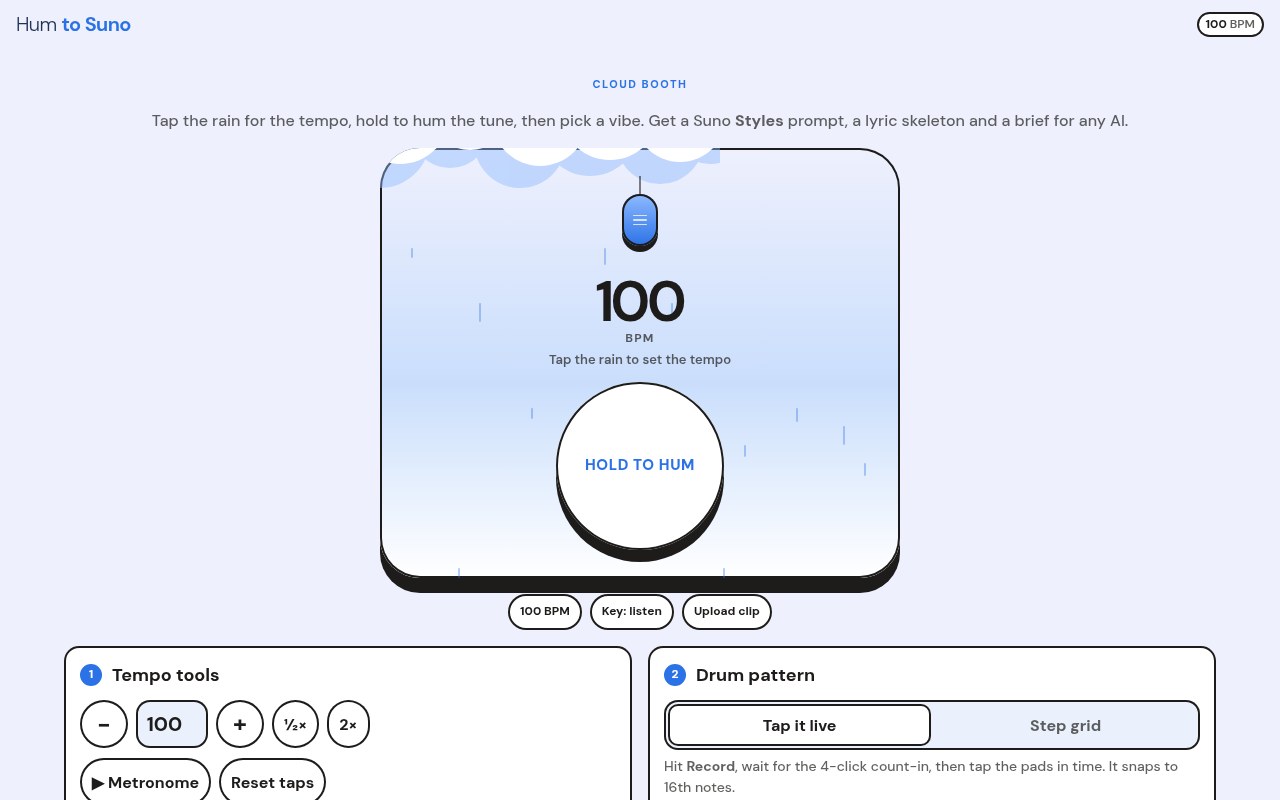 Hum to Suno
100 BPM
CLOUD BOOTH
Tap the rain for the tempo, hold to hum the tune, then pick a vibe. Get a Suno Styles prompt, a lyric skeleton and a brief for any AI.
100
BPM
Tap the rain to set the tempo
HOLD TO HUM
100 BPM
Key: listen
Upload clip
1 Tempo tools
− 100 + ½× 2×
▶ Metronome
Reset taps
2 Drum pattern
Tap it live
Step grid
Hit Record, wait for the 4-click count-in, then tap the pads in time. It snaps to
16th notes.